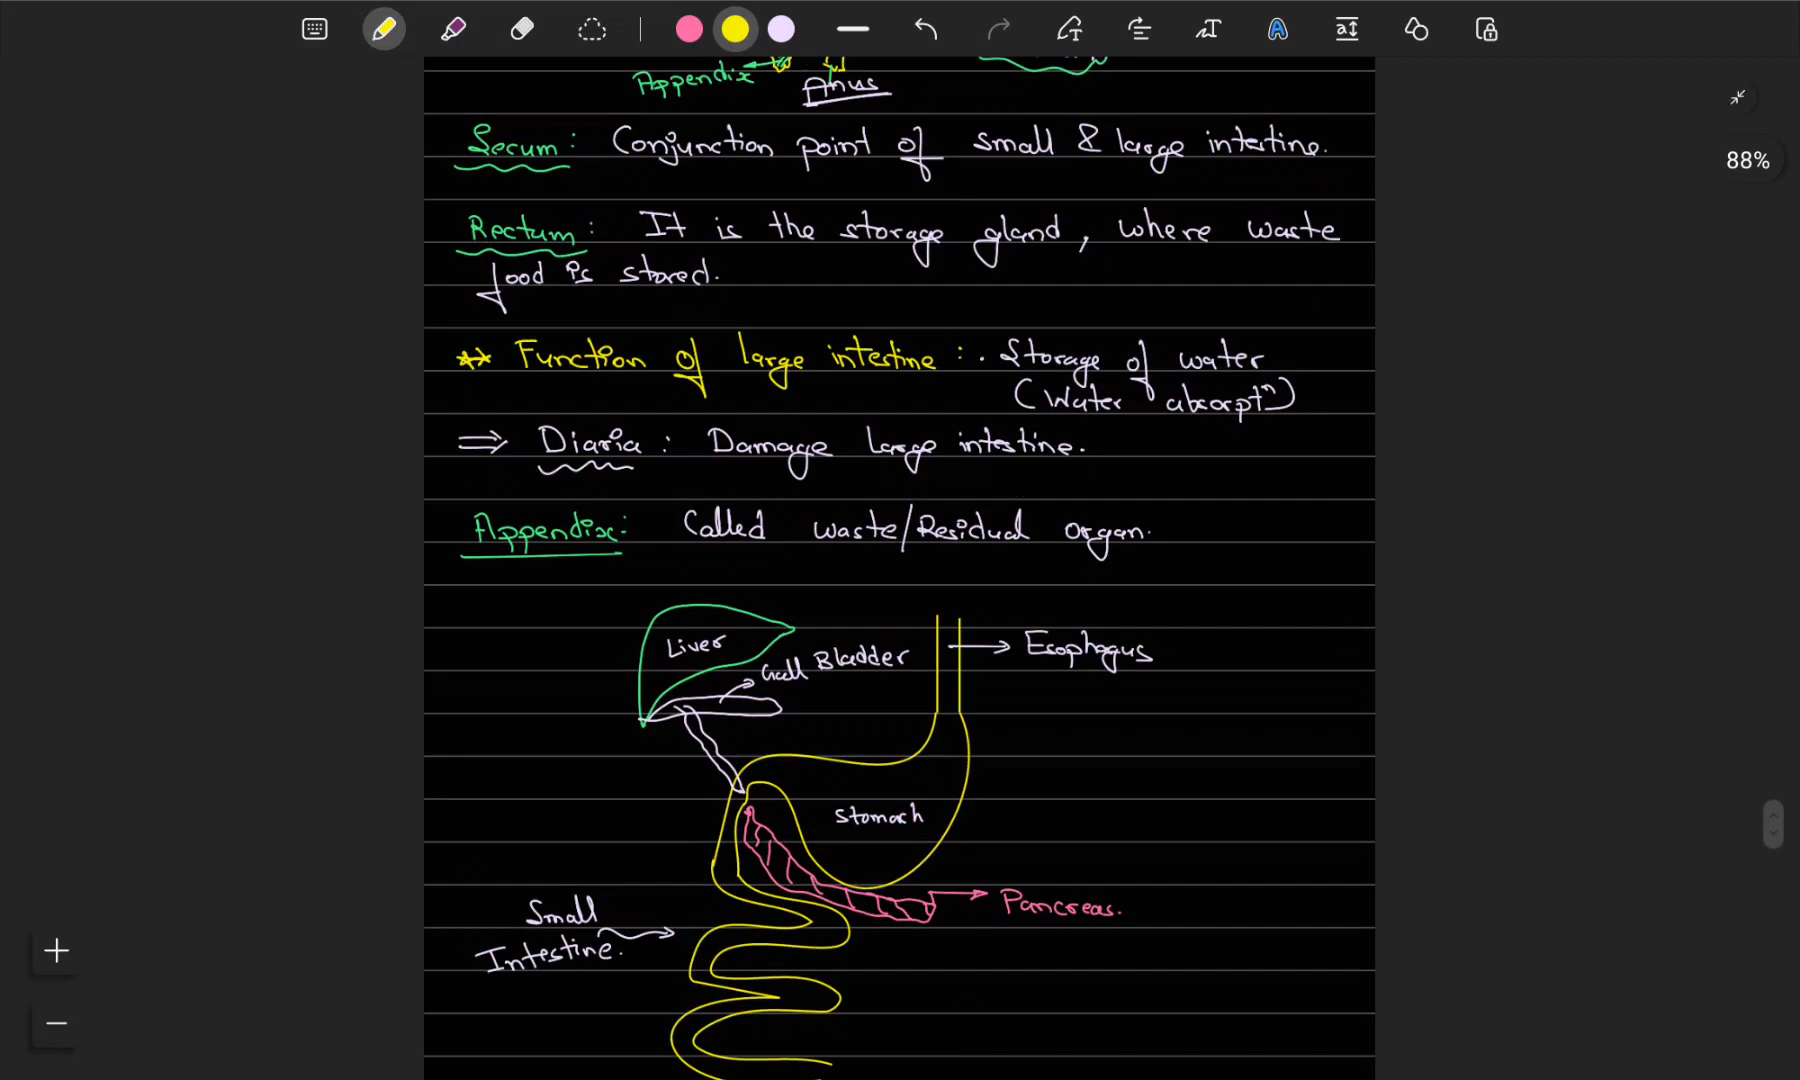 88%
Appendix
Anus
Secum: Conjunction point of small & large intestine.
Rectum: It is the storage gland, where waste
food is stored.
** Function of large intestine: . Storage of water
(Water absorptⁿ)
⇒ Diaria: Damage large intestine.
Appendix: Called waste/Residual organ.
Liver
Gall Bladder
→ Esophagus
Stomach
→ Pancreas.
Small
Intestine.